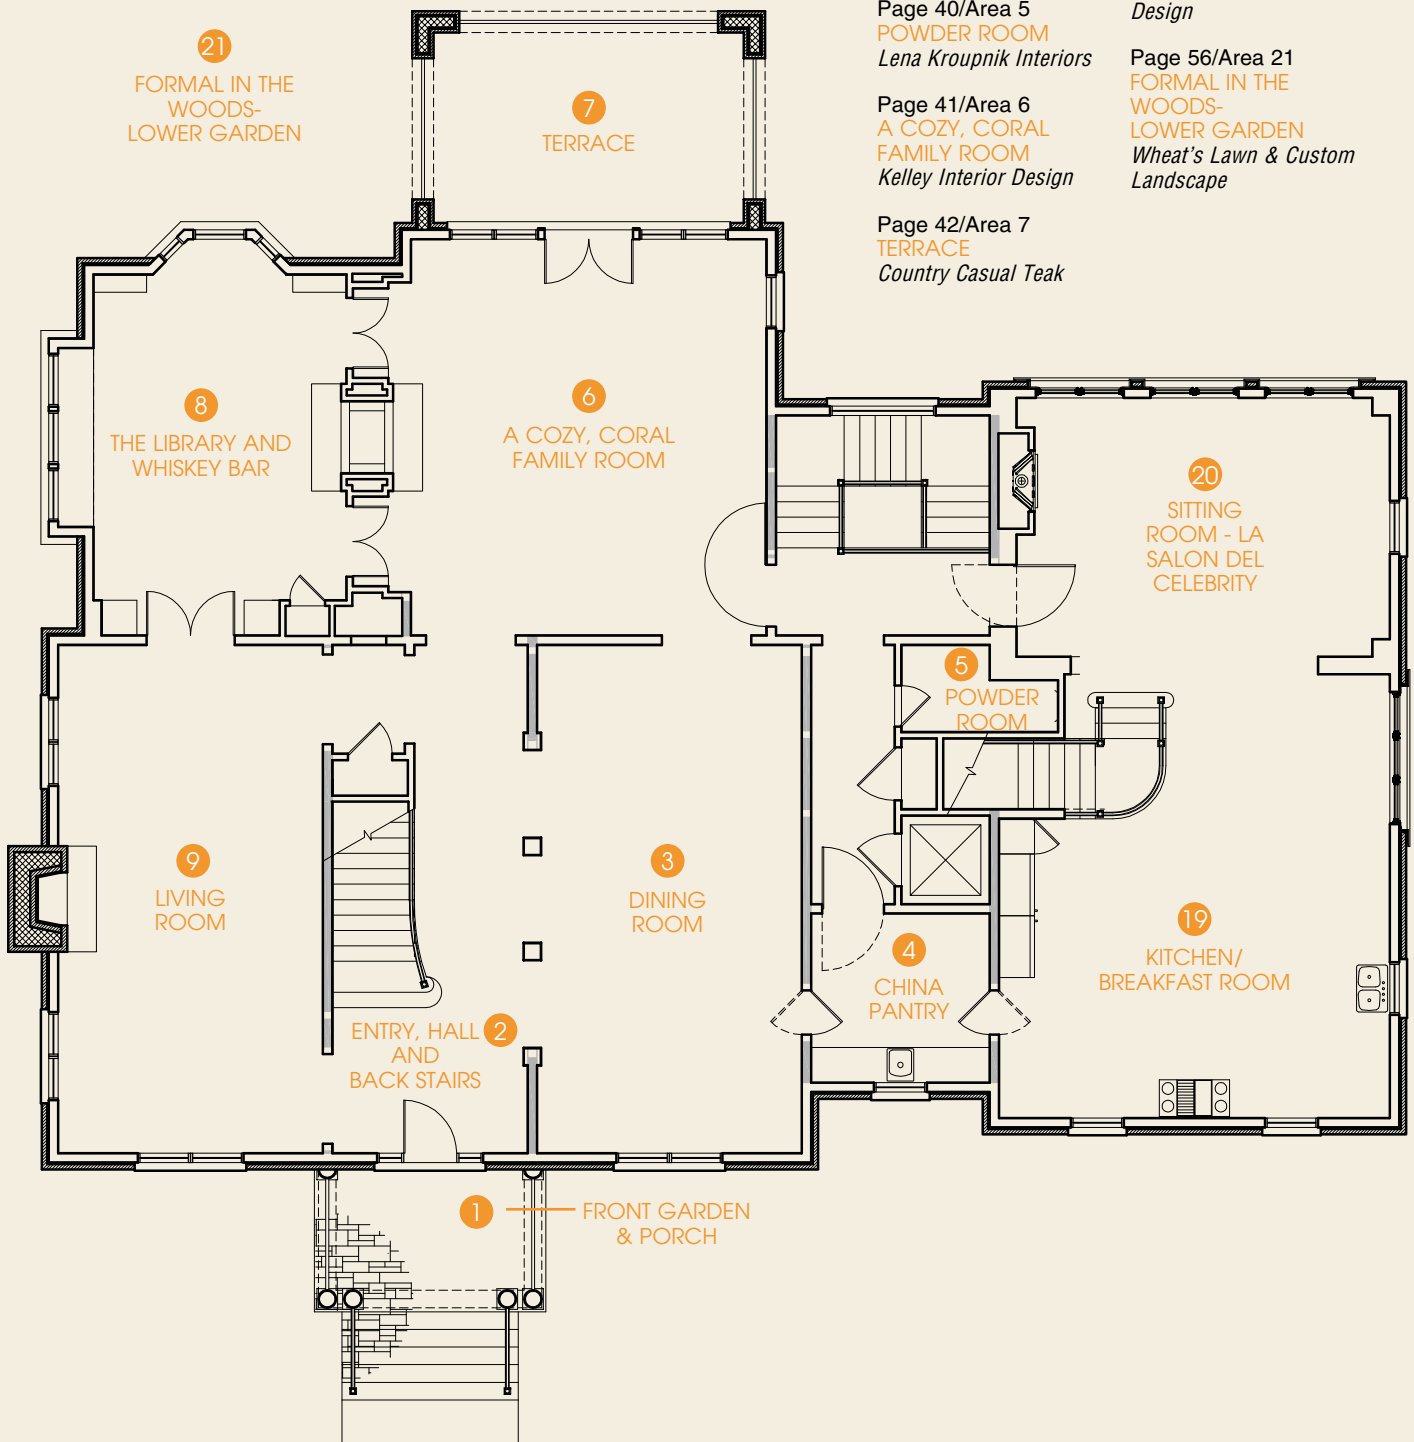 Page 40/Area 5
POWDER ROOM
Lena Kroupnik Interiors
Page 41/Area 6
A COZY, CORAL
FAMILY ROOM
Kelley Interior Design
Page 42/Area 7
TERRACE
Country Casual Teak
Design
Page 56/Area 21
FORMAL IN THE
WOODS-
LOWER GARDEN
Wheat's Lawn & Custom
Landscape
21
FORMAL IN THE
WOODS-
LOWER GARDEN
7
TERRACE
8
THE LIBRARY AND
WHISKEY BAR
6
A COZY, CORAL
FAMILY ROOM
20
SITTING
ROOM - LA
SALON DEL
CELEBRITY
5
POWDER
ROOM
9
LIVING
ROOM
3
DINING
ROOM
4
CHINA
PANTRY
19
KITCHEN/
BREAKFAST ROOM
ENTRY, HALL 2
AND
BACK STAIRS
1
FRONT GARDEN
& PORCH